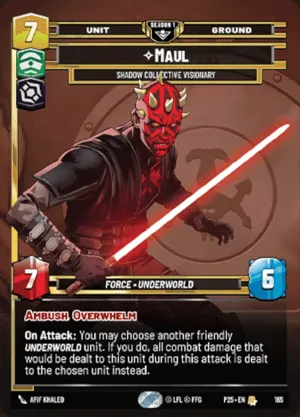 7
UNIT
SEASON 1
GROUND
MAUL
SHADOW COLLECTIVE VISIONARY
7
FORCE • UNDERWORLD
6
AMBUSH OVERWHELM
On Attack: You may choose another friendly
UNDERWORLD unit. If you do, all combat damage that
would be dealt to this unit during this attack is dealt
to the chosen unit instead.
AFIF KHALED
© LFL © FFG
P25 • EN
165